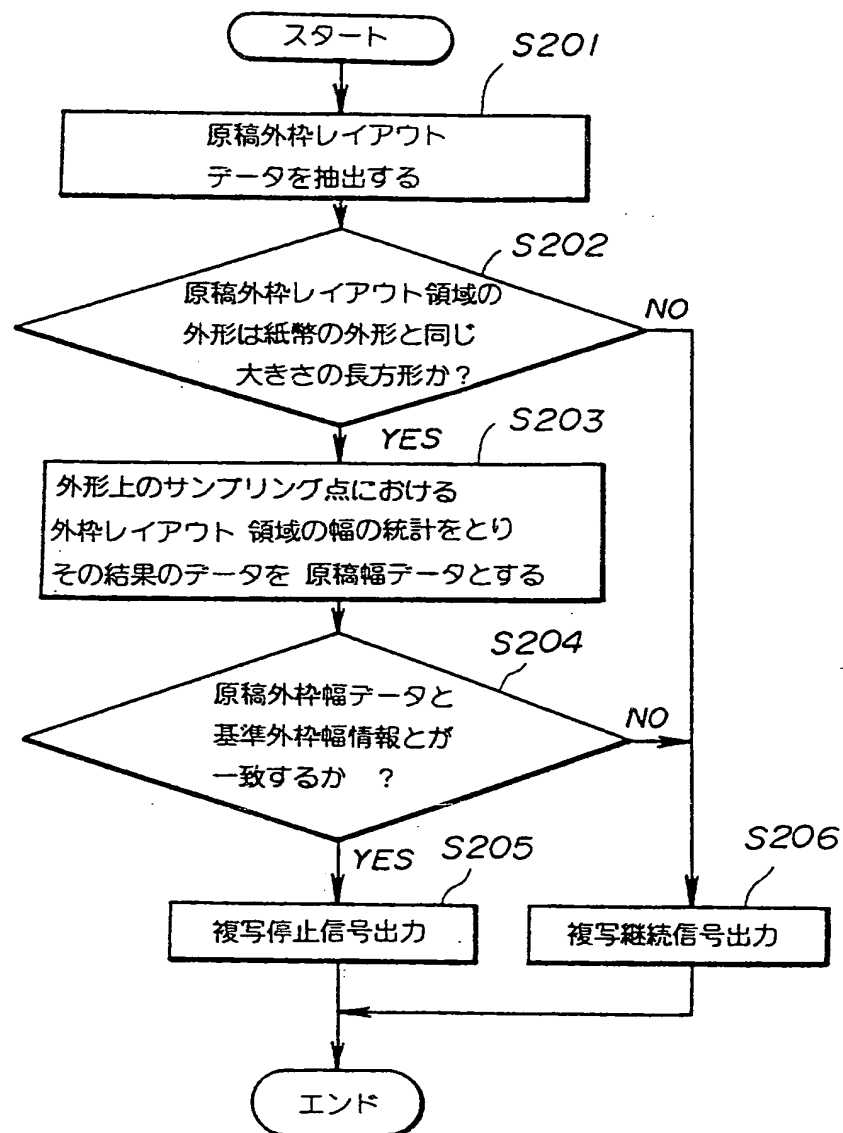 スタート
S201
原稿外枠レイアウト
データを抽出する
S202
原稿外枠レイアウト領域の
外形は紙幣の外形と同じ
大きさの長方形か?
NO
YES
S203
外形上のサンプリング点における
外枠レイアウト 領域の幅の統計をとり
その結果のデータを 原稿幅データとする
S204
原稿外枠幅データと
基準外枠幅情報とが
一致するか ?
NO
YES
S205
S206
複写停止信号出力
複写継続信号出力
エンド